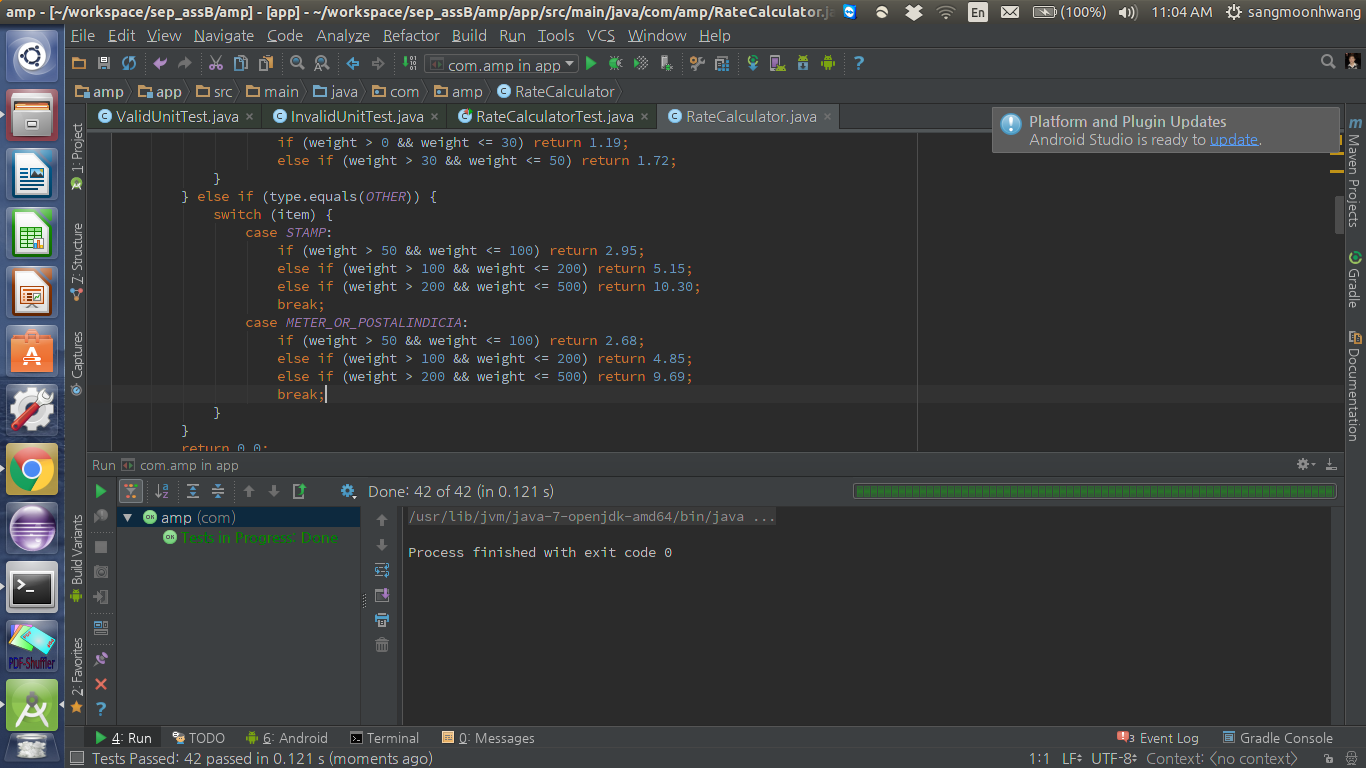 amp - [~/workspace/sep_assB/amp] - [app] - ~/workspace/sep_assB/amp/app/src/main/java/com/amp/RateCalculator.j
En (100%) 11:04 AM sangmoonhwang
File Edit View Navigate Code Analyze Refactor Build Run Tools VCS Window Help
com.amp in app
amp app src main java com amp RateCalculator
ValidUnitTest.java InvalidUnitTest.java RateCalculatorTest.java RateCalculator.java
Platform and Plugin Updates
Android Studio is ready to update.
if (weight > 0 && weight <= 30) return 1.19;
else if (weight > 30 && weight <= 50) return 1.72;
}
} else if (type.equals(OTHER)) {
switch (item) {
case STAMP:
if (weight > 50 && weight <= 100) return 2.95;
else if (weight > 100 && weight <= 200) return 5.15;
else if (weight > 200 && weight <= 500) return 10.30;
break;
case METER_OR_POSTALINDICIA:
if (weight > 50 && weight <= 100) return 2.68;
else if (weight > 100 && weight <= 200) return 4.85;
else if (weight > 200 && weight <= 500) return 9.69;
break;
}
}
return 0.0;
1: Project
Z: Structure
Captures
Build Variants
2: Favorites
Maven Projects
Gradle
Documentation
Run com.amp in app
Done: 42 of 42 (in 0.121 s)
amp (com)
Tests in Progress: Done
/usr/lib/jvm/java-7-openjdk-amd64/bin/java ...
Process finished with exit code 0
PDF-Shuffler
4: Run TODO 6: Android Terminal 0: Messages 3 Event Log Gradle Console
Tests Passed: 42 passed in 0.121 s (moments ago) 1:1 LF UTF-8 Context: <no context>